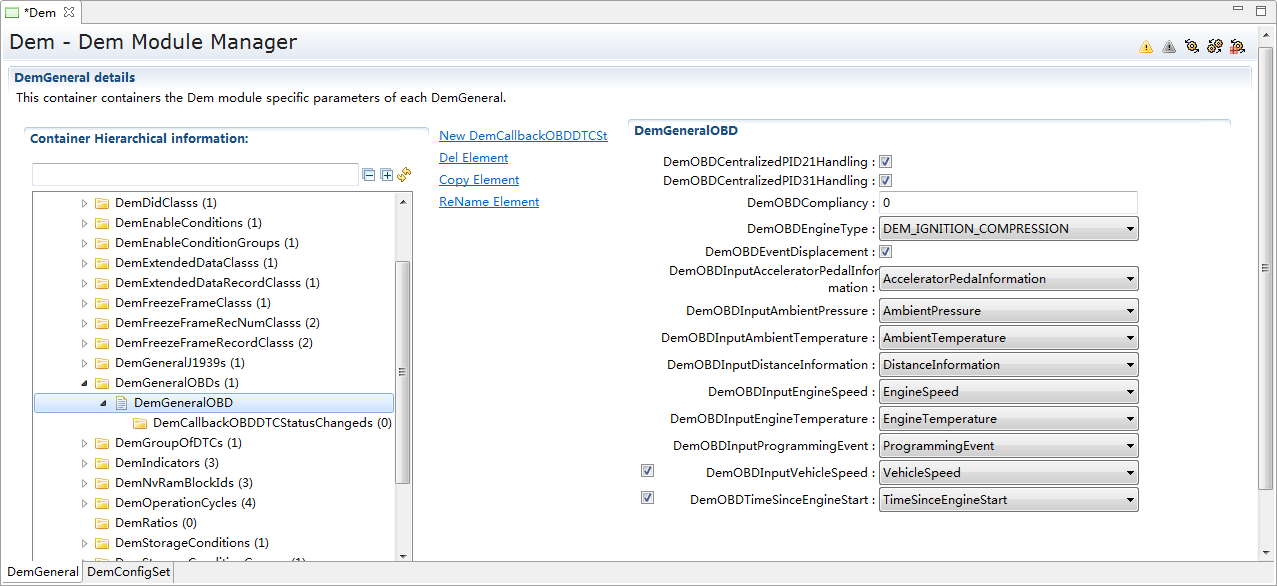 *Dem
Dem - Dem Module Manager
DemGeneral details
This container containers the Dem module specific parameters of each DemGeneral.
Container Hierarchical information:
DemDidClasss (1)
DemEnableConditions (1)
DemEnableConditionGroups (1)
DemExtendedDataClasss (1)
DemExtendedDataRecordClasss (1)
DemFreezeFrameClasss (1)
DemFreezeFrameRecNumClasss (2)
DemFreezeFrameRecordClasss (2)
DemGeneralJ1939s (1)
DemGeneralOBDs (1)
DemGeneralOBD
DemCallbackOBDDTCStatusChangeds (0)
DemGroupOfDTCs (1)
DemIndicators (3)
DemNvRamBlockIds (3)
DemOperationCycles (4)
DemRatios (0)
DemStorageConditions (1)
New DemCallbackOBDDTCSt
Del Element
Copy Element
ReName Element
DemGeneralOBD
DemOBDCentralizedPID21Handling :
DemOBDCentralizedPID31Handling :
DemOBDCompliancy : 0
DemOBDEngineType : DEM_IGNITION_COMPRESSION
DemOBDEventDisplacement :
DemOBDInputAcceleratorPedalInfor
mation : AcceleratorPedaInformation
DemOBDInputAmbientPressure : AmbientPressure
DemOBDInputAmbientTemperature : AmbientTemperature
DemOBDInputDistanceInformation : DistanceInformation
DemOBDInputEngineSpeed : EngineSpeed
DemOBDInputEngineTemperature : EngineTemperature
DemOBDInputProgrammingEvent : ProgrammingEvent
DemOBDInputVehicleSpeed : VehicleSpeed
DemOBDTimeSinceEngineStart : TimeSinceEngineStart
DemGeneral DemConfigSet